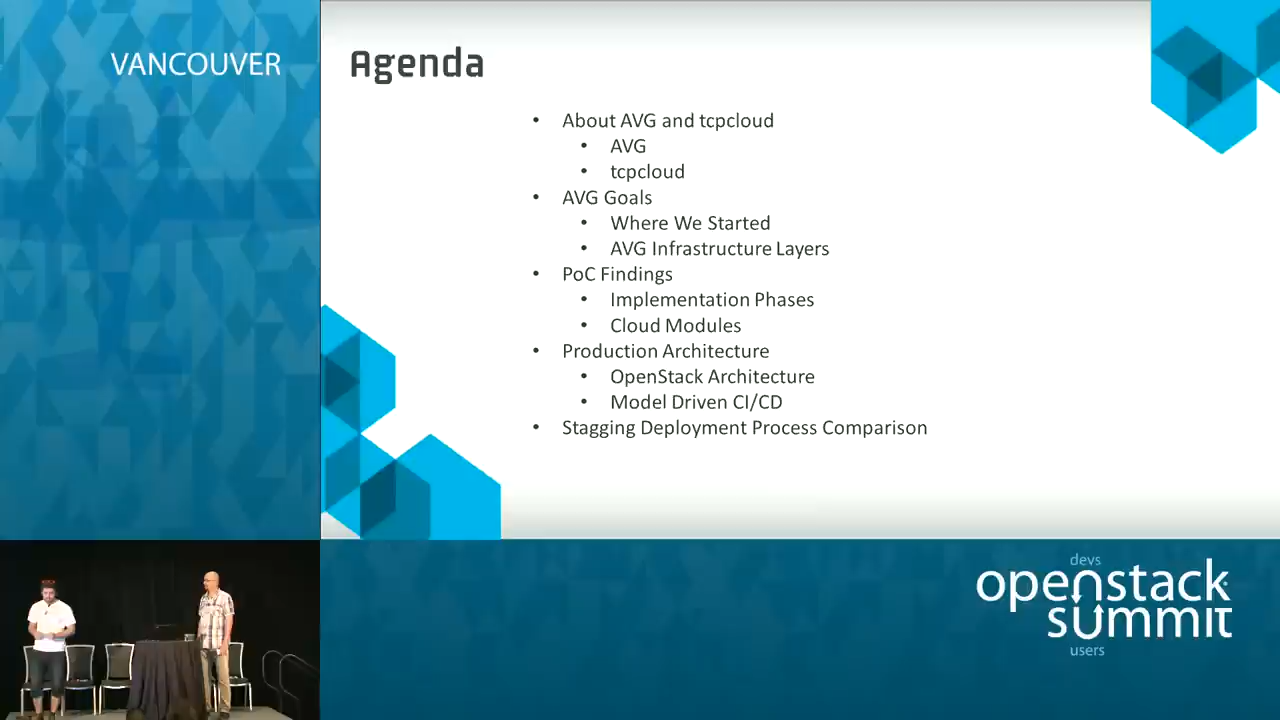 VANCOUVER
Agenda
• About AVG and tcpcloud
• AVG
• tcpcloud
• AVG Goals
• Where We Started
• AVG Infrastructure Layers
• PoC Findings
• Implementation Phases
• Cloud Modules
• Production Architecture
• OpenStack Architecture
• Model Driven CI/CD
• Stagging Deployment Process Comparison
devs
openstack
summit
users